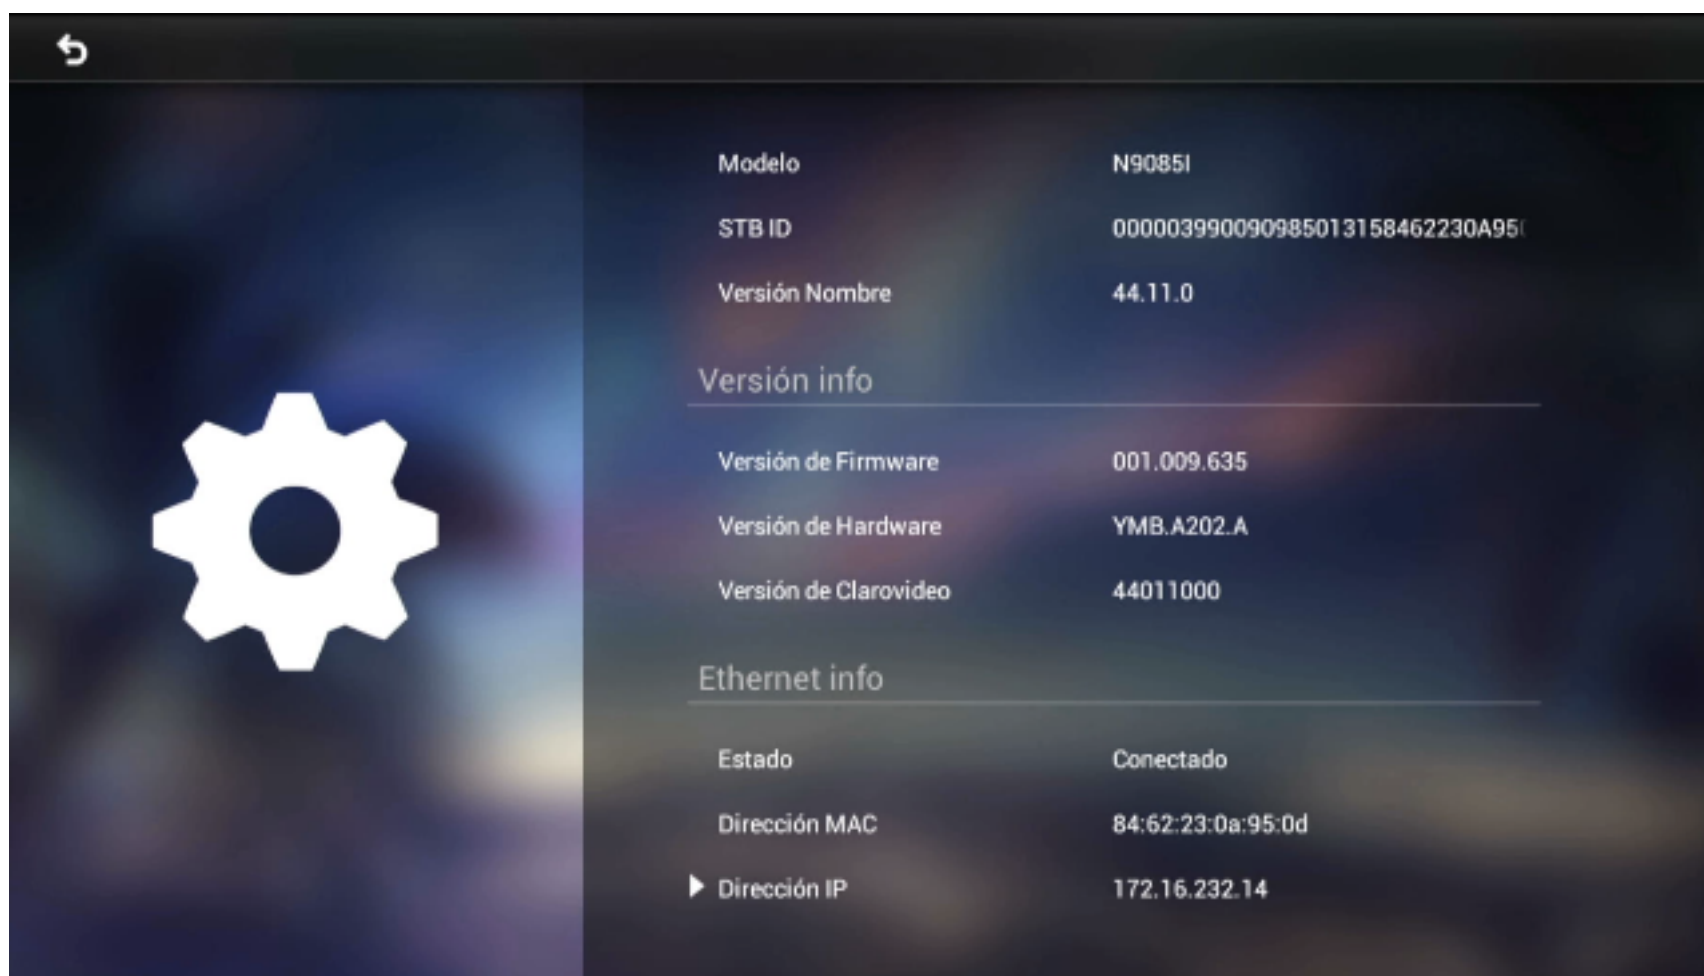 Modelo N9085I
STB ID 000003990090985013158462230A95
Versión Nombre 44.11.0
Versión info
Versión de Firmware 001.009.635
Versión de Hardware YMB.A202.A
Versión de Clarovideo 44011000
Ethernet info
Estado Conectado
Dirección MAC 84:62:23:0a:95:0d
Dirección IP 172.16.232.14